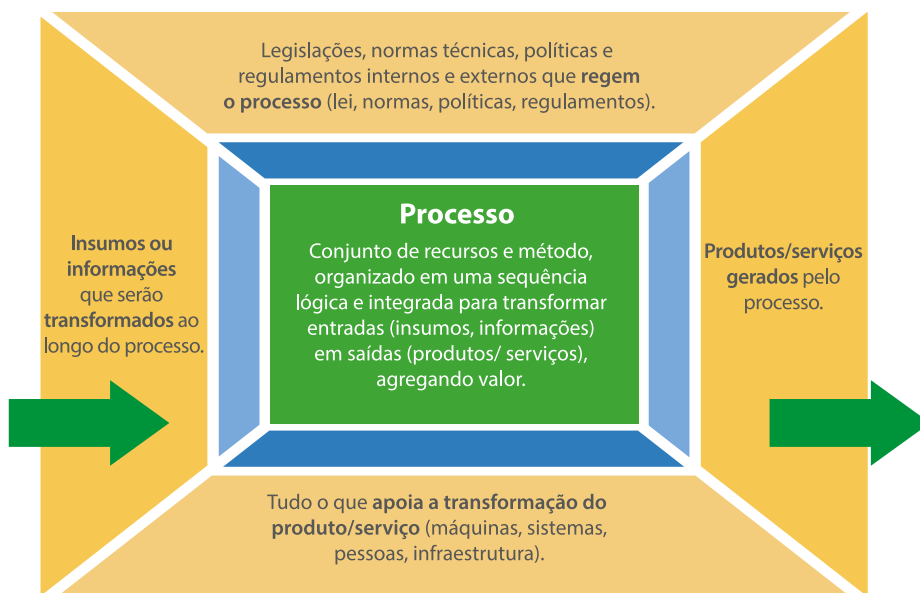 Legislações, normas técnicas, políticas e
regulamentos internos e externos que regem
o processo (lei, normas, políticas, regulamentos).
Insumos ou
informações
que serão
transformados ao
longo do processo.
Processo
Conjunto de recursos e método,
organizado em uma sequência
lógica e integrada para transformar
entradas (insumos, informações)
em saídas (produtos/ serviços),
agregando valor.
Produtos/serviços
gerados pelo
processo.
Tudo o que apoia a transformação do
produto/serviço (máquinas, sistemas,
pessoas, infraestrutura).